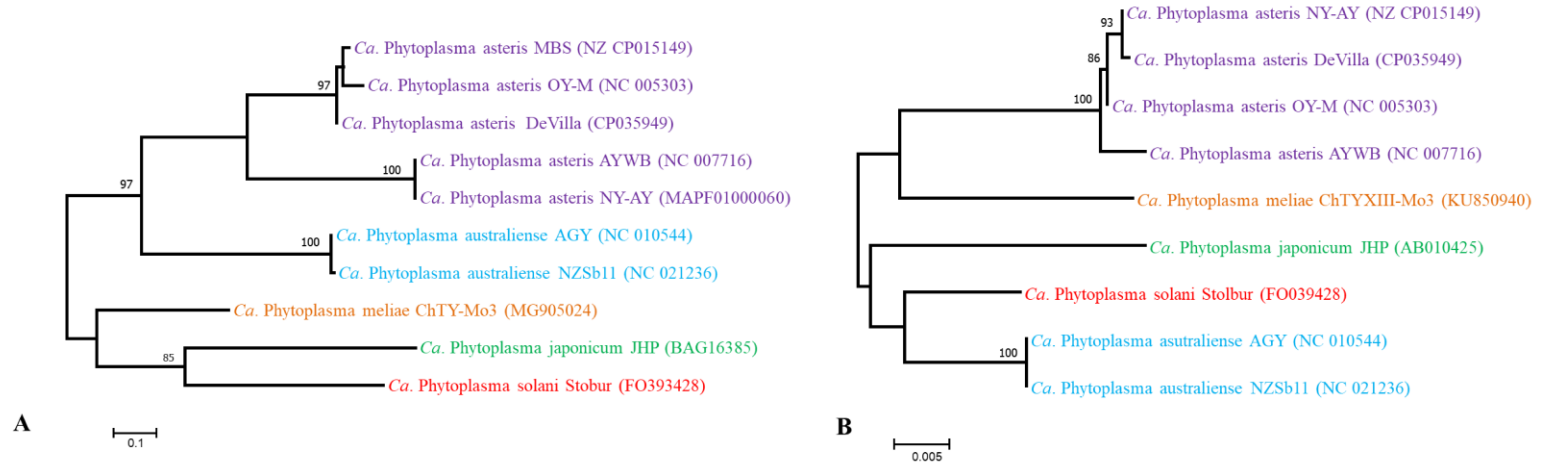 97
Ca. Phytoplasma asteris MBS (NZ CP015149)
Ca. Phytoplasma asteris OY-M (NC 005303)
Ca. Phytoplasma asteris DeVilla (CP035949)
100
Ca. Phytoplasma asteris AYWB (NC 007716)
Ca. Phytoplasma asteris NY-AY (MAPF01000060)
97
100
Ca. Phytoplasma australiense AGY (NC 010544)
Ca. Phytoplasma australiense NZSb11 (NC 021236)
Ca. Phytoplasma meliae ChTY-Mo3 (MG905024)
85
Ca. Phytoplasma japonicum JHP (BAG16385)
Ca. Phytoplasma solani Stobur (FO393428)
A
0.1
93
Ca. Phytoplasma asteris NY-AY (NZ CP015149)
86
Ca. Phytoplasma asteris DeVilla (CP035949)
100
Ca. Phytoplasma asteris OY-M (NC 005303)
Ca. Phytoplasma asteris AYWB (NC 007716)
Ca. Phytoplasma meliae ChTYXIII-Mo3 (KU850940)
Ca. Phytoplasma japonicum JHP (AB010425)
Ca. Phytoplasma solani Stolbur (FO039428)
100
Ca. Phytoplasma asutraliense AGY (NC 010544)
Ca. Phytoplasma australiense NZSb11 (NC 021236)
B
0.005